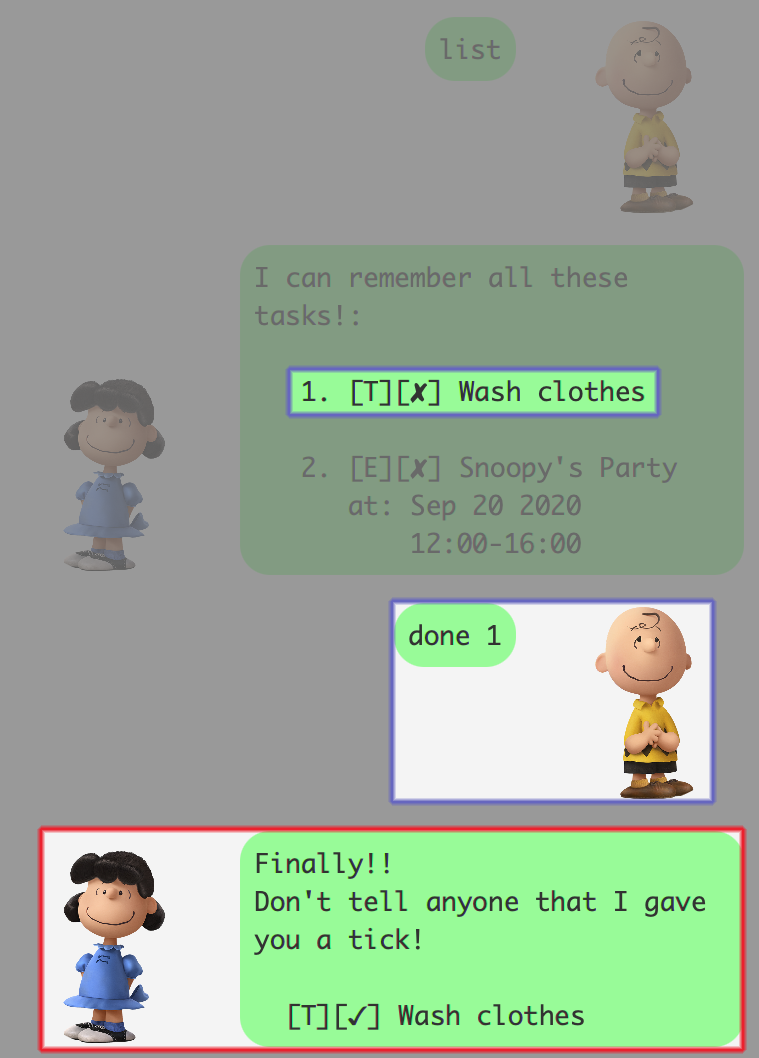 list
I can remember all these
tasks!:
1. [T][✘] Wash clothes
2. [E][✘] Snoopy's Party
at: Sep 20 2020
12:00-16:00
done 1
Finally!!
Don't tell anyone that I gave
you a tick!
[T][✓] Wash clothes